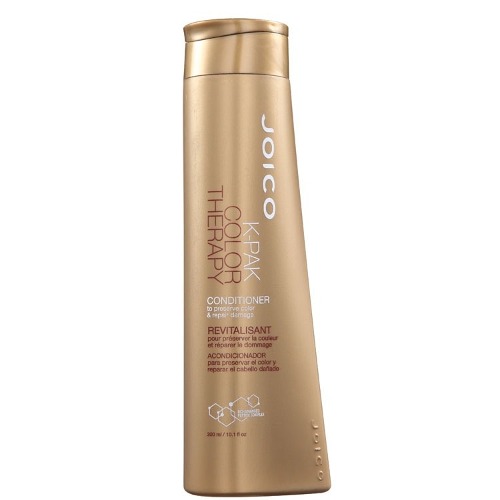 JOICO
K-PAK
COLOR
THERAPY
CONDITIONER
to preserve color
& repair damage
REVITALISANT
pour préserver la couleur
et réparer le dommage
ACONDICIONADOR
para preservar el color y
reparar el cabello dañado
300 ml / 10.1 fl oz
JOICO